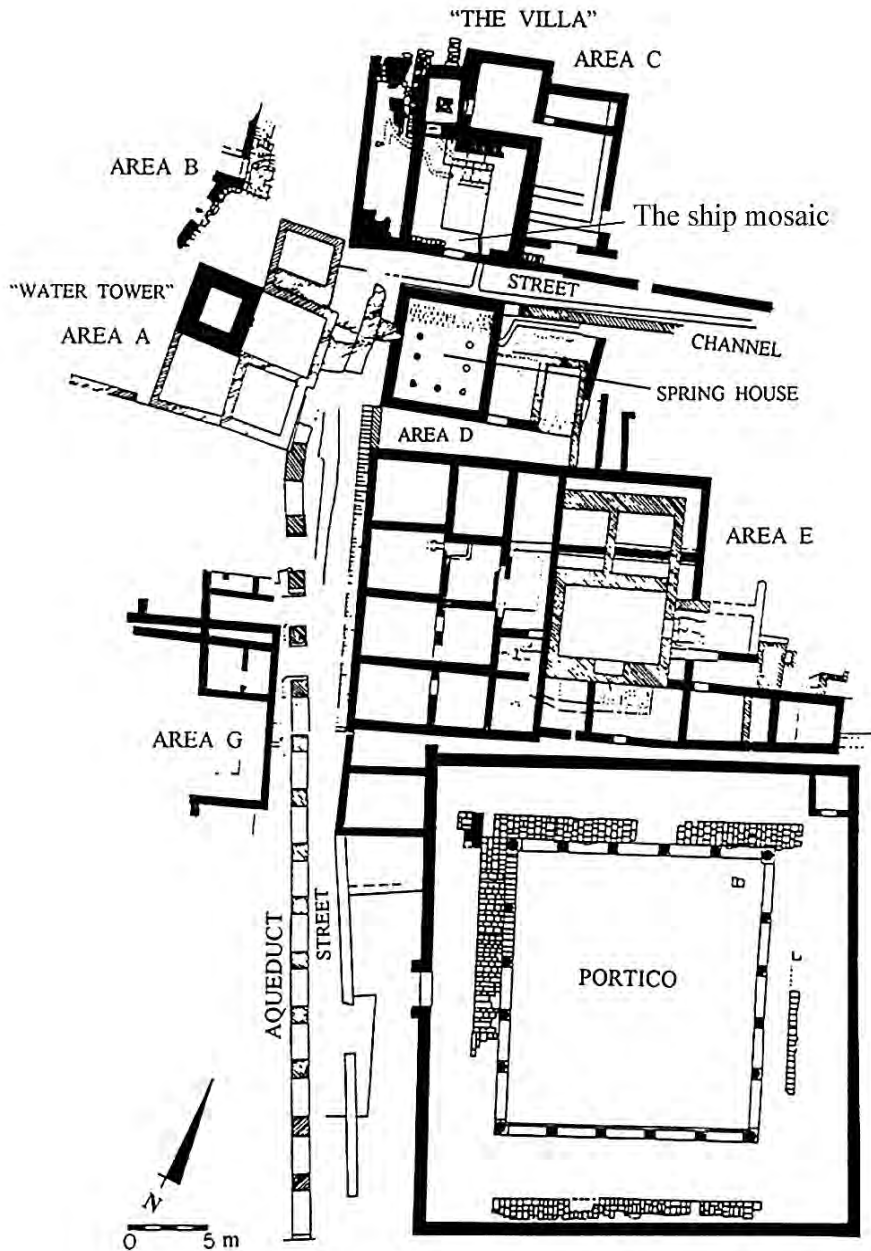 "THE VILLA"
AREA C
AREA B
The ship mosaic
"WATER TOWER"
AREA A
STREET
CHANNEL
SPRING HOUSE
AREA D
AREA E
AREA G
AQUEDUCT
STREET
PORTICO
N
0 5 m